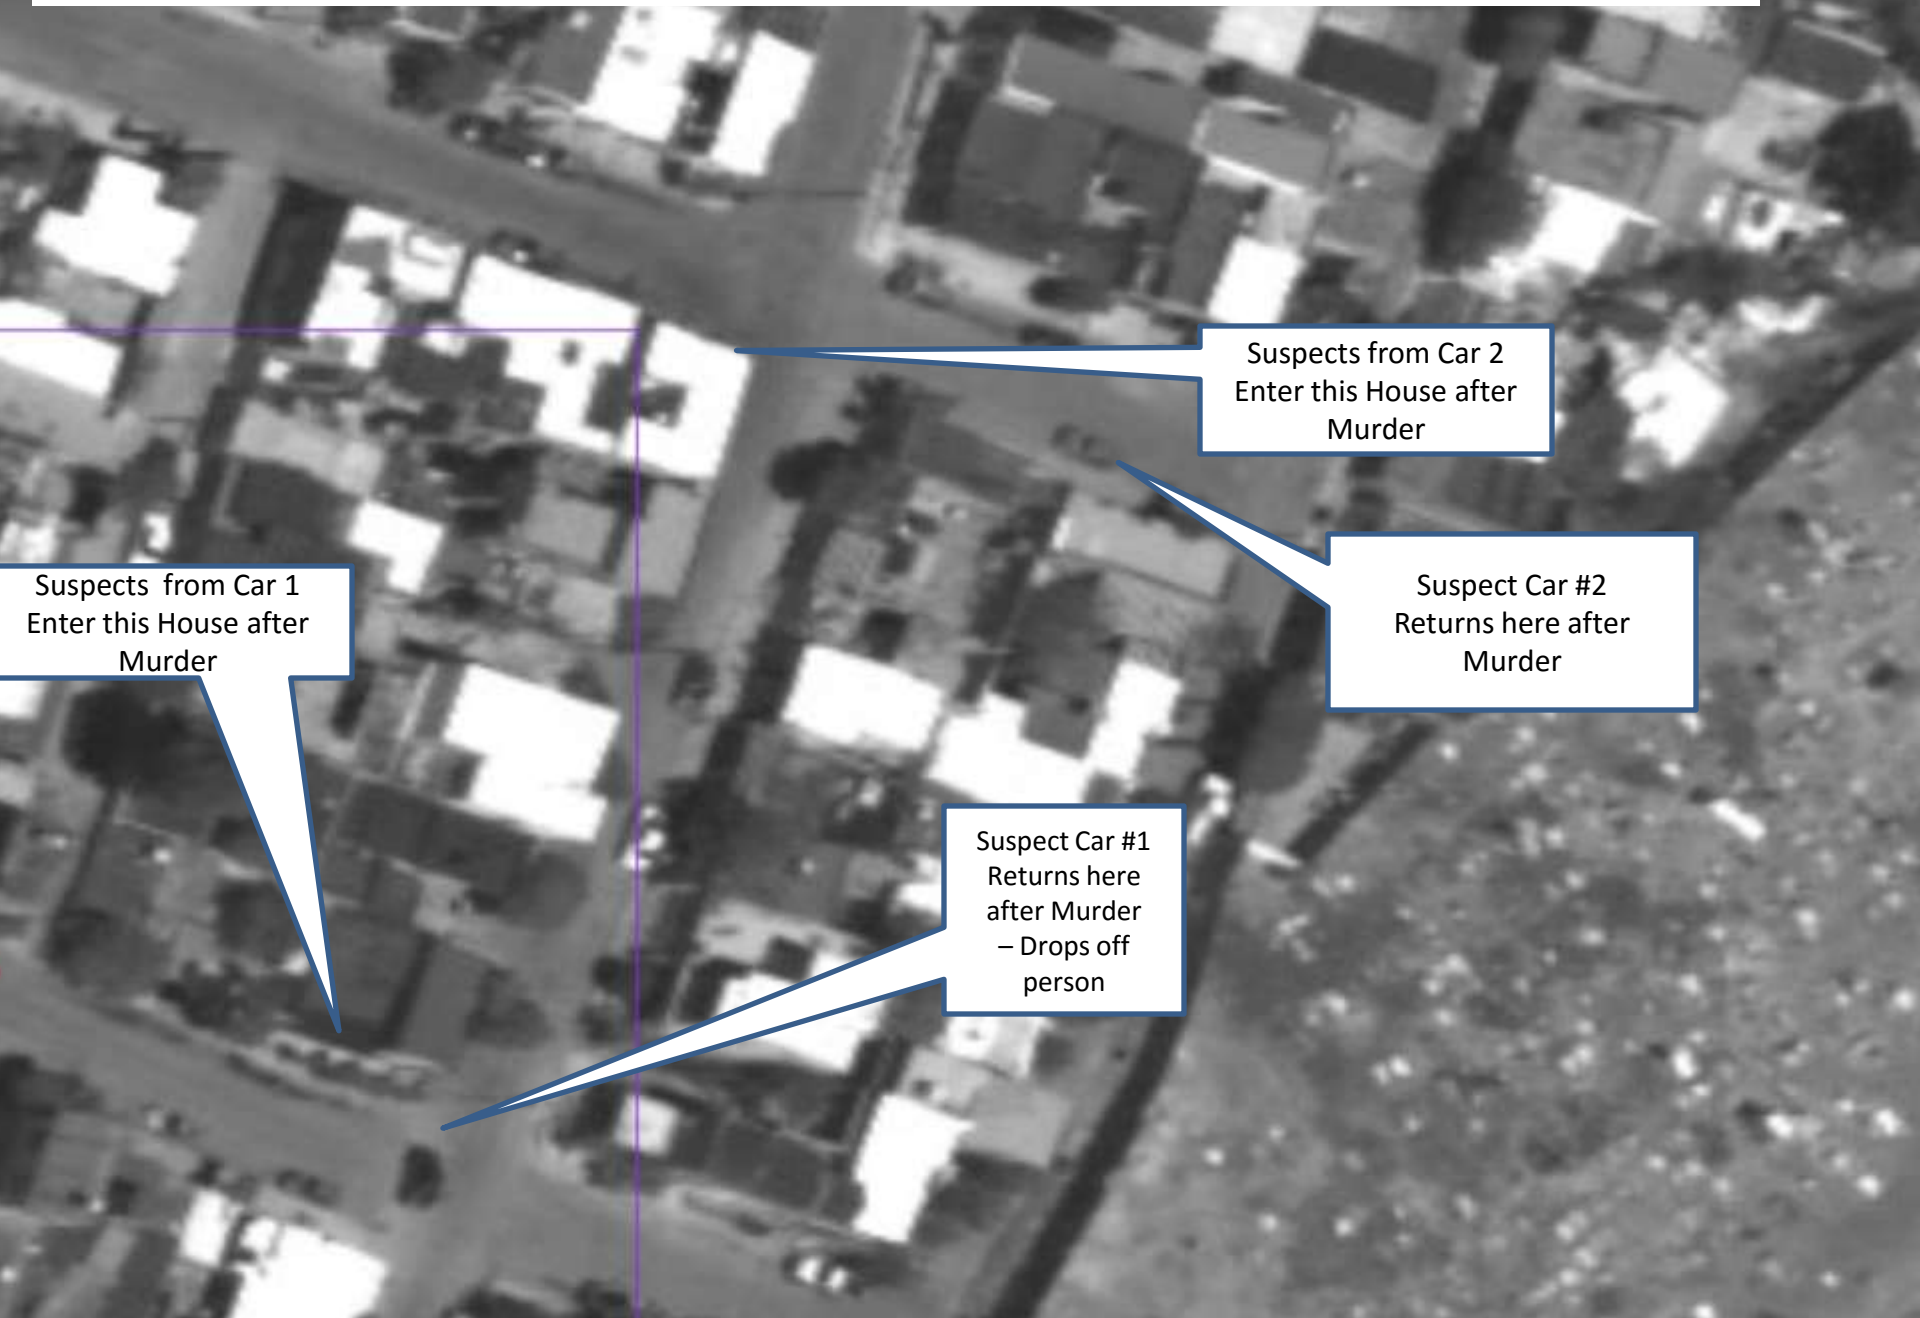 Suspects from Car 2
Enter this House after
Murder
Suspect Car #2
Returns here after
Murder
Suspects  from Car 1
Enter this House after
Murder
Suspect Car #1
Returns here
after Murder
– Drops off
person